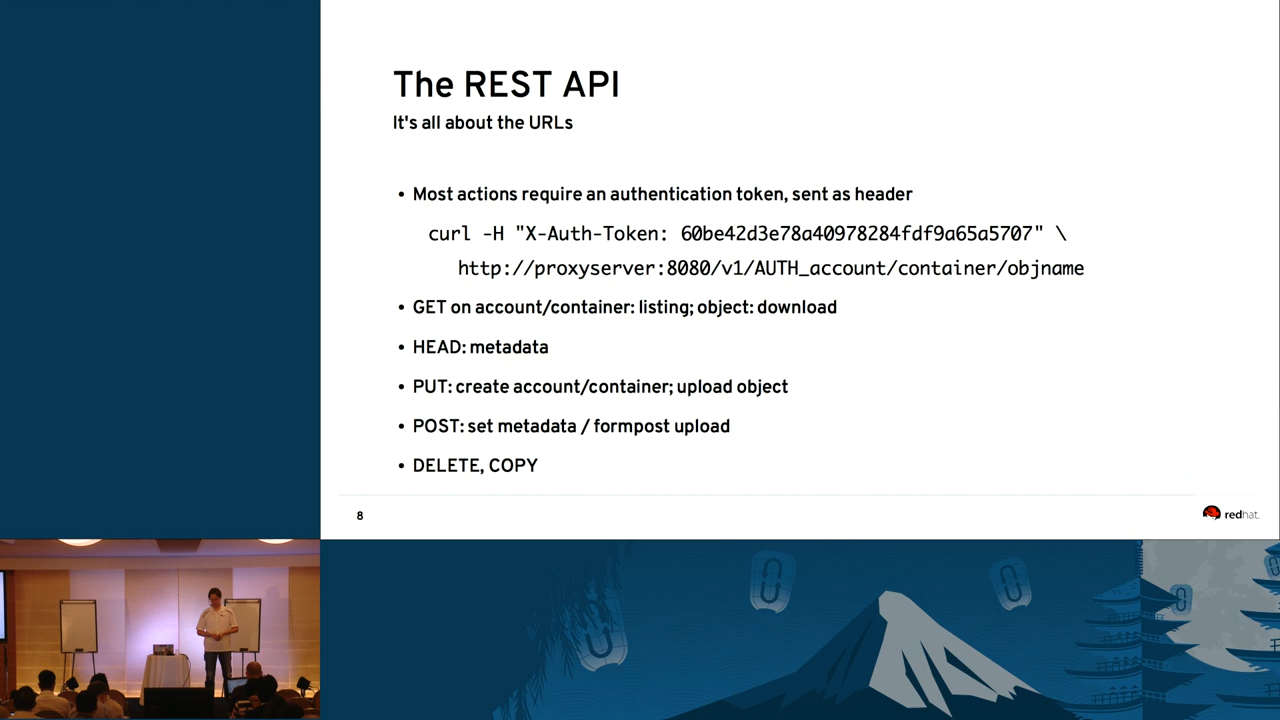 The REST API
It's all about the URLs
• Most actions require an authentication token, sent as header
curl -H "X-Auth-Token: 60be42d3e78a40978284fdf9a65a5707" \
http://proxyserver:8080/v1/AUTH_account/container/objname
• GET on account/container: listing; object: download
• HEAD: metadata
• PUT: create account/container; upload object
• POST: set metadata / formpost upload
• DELETE, COPY
8
redhat.